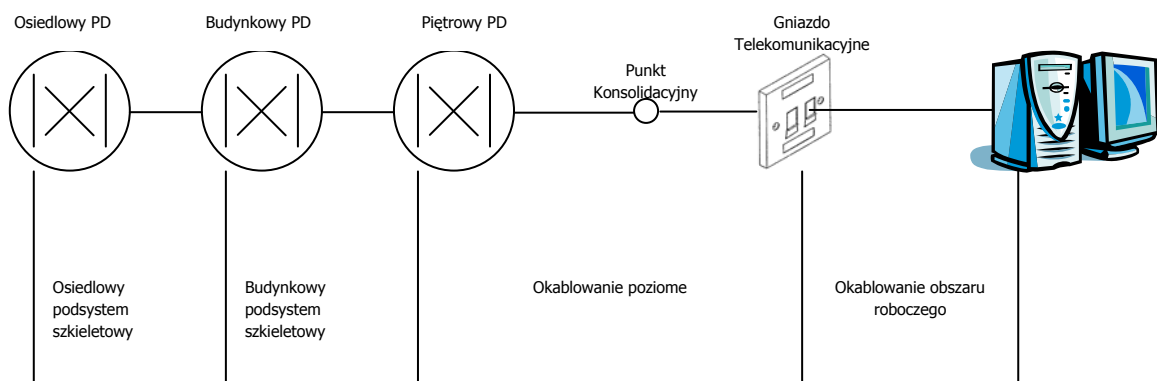 Osiedlowy PD
Budynkowy PD
Piętrowy PD
Gniazdo
Telekomunikacyjne
Punkt
Konsolidacyjny
Osiedlowy
podsystem
szkieletowy
Budynkowy
podsystem
szkieletowy
Okablowanie poziome
Okablowanie obszaru
roboczego